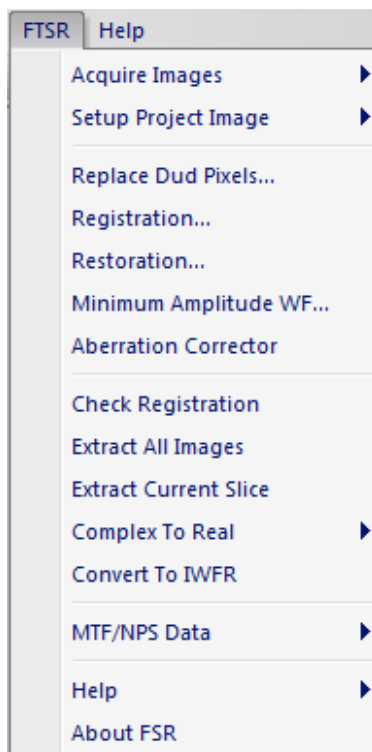 FTSR Help
Acquire Images
Setup Project Image
Replace Dud Pixels...
Registration...
Restoration...
Minimum Amplitude WF...
Aberration Corrector
Check Registration
Extract All Images
Extract Current Slice
Complex To Real
Convert To IWFR
MTF/NPS Data
Help
About FSR